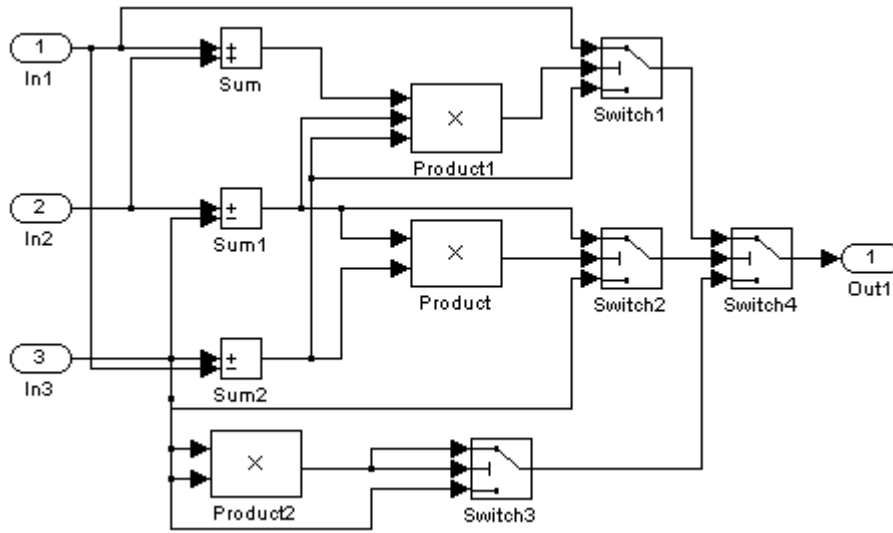 1
In1
Sum
Switch1
Product1
2
In2
Sum1
Product
Switch2
Switch4
1
Out1
3
In3
Sum2
Product2
Switch3